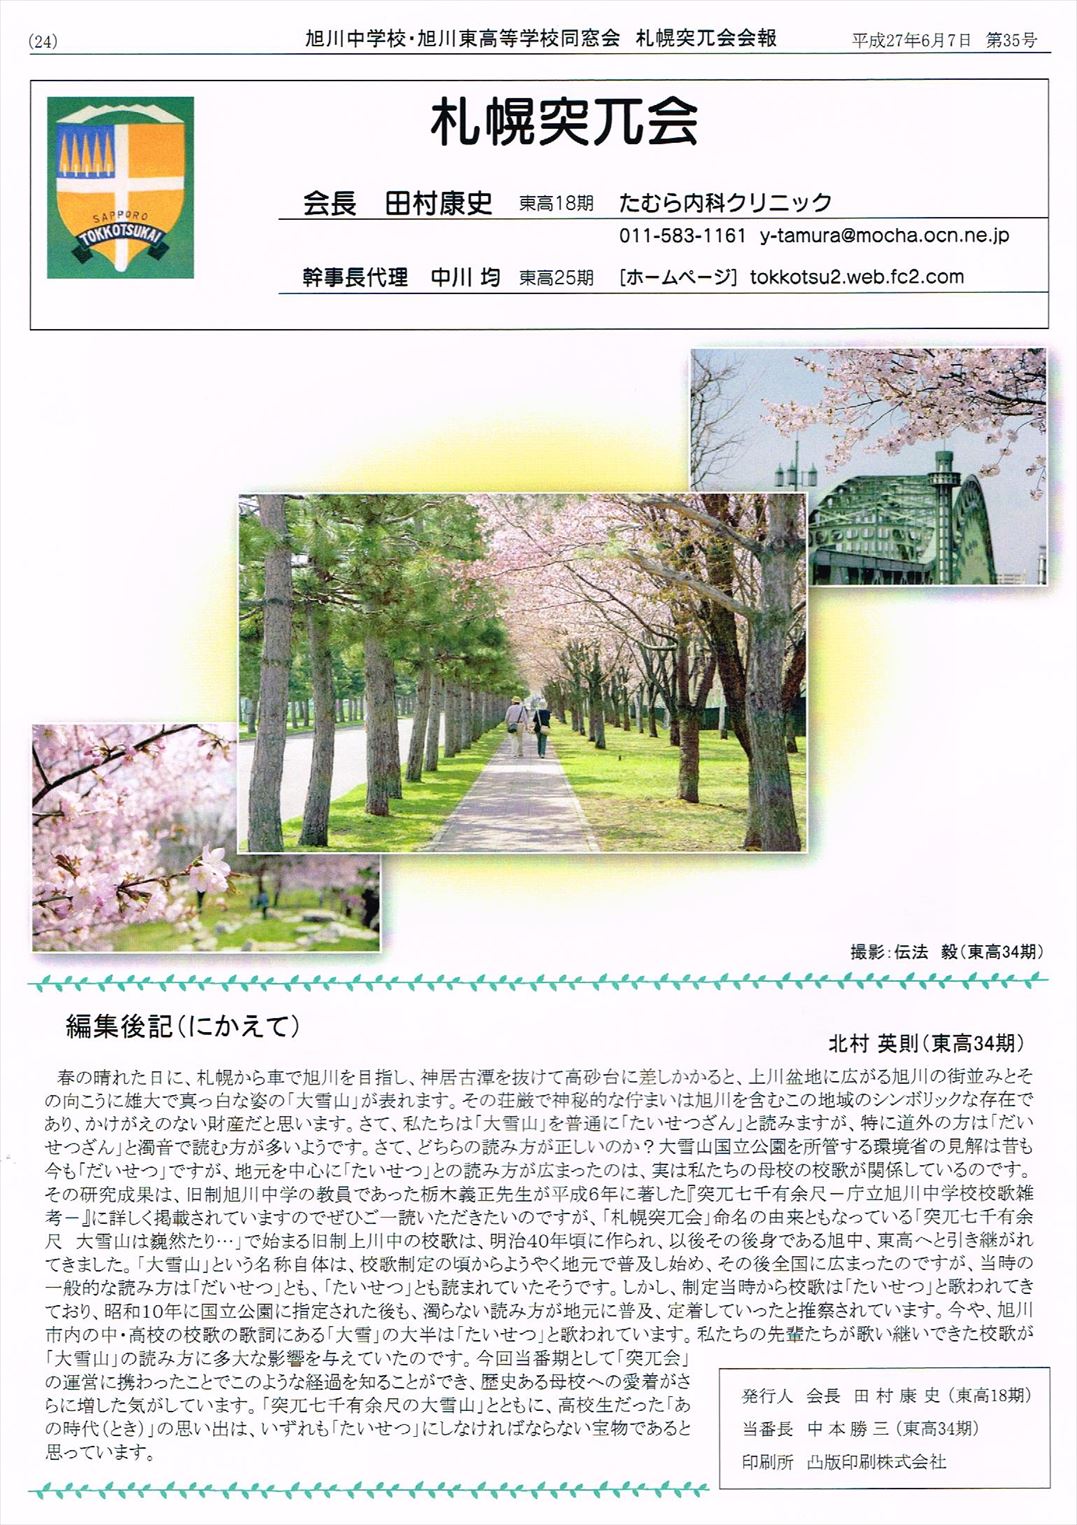 (24)
旭川中学校・旭川東高等学校同窓会 札幌突兀会会報
平成27年6月7日 第35号
SAPPORO
TOKKOTSUKAI
札幌突兀会
会長 田村康史 東高18期 たむら内科クリニック
011-583-1161 y-tamura@mocha.ocn.ne.jp
幹事長代理 中川 均 東高25期 [ホームページ] tokkotsu2.web.fc2.com
撮影：伝法 毅（東高34期）
編集後記（にかえて）
北村 英則（東高34期）
春の晴れた日に、札幌から車で旭川を目指し、神居古潭を抜けて高砂台に差しかかると、上川盆地に広がる旭川の街並みとそ
の向こうに雄大で真っ白な姿の「大雪山」が表れます。その荘厳で神秘的な佇まいは旭川を含むこの地域のシンボリックな存在で
あり、かけがえのない財産だと思います。さて、私たちは「大雪山」を普通に「たいせつざん」と読みますが、特に道外の方は「だい
せつざん」と濁音で読む方が多いようです。さて、どちらの読み方が正しいのか？大雪山国立公園を所管する環境省の見解は昔も
今も「だいせつ」ですが、地元を中心に「たいせつ」との読み方が広まったのは、実は私たちの母校の校歌が関係しているのです。
その研究成果は、旧制旭川中学の教員であった栃木義正先生が平成6年に著した『突兀七千有余尺－庁立旭川中学校校歌雑
考－』に詳しく掲載されていますのでぜひご一読いただきたいのですが、「札幌突兀会」命名の由来ともなっている「突兀七千有余
尺 大雪山は巍然たり…」で始まる旧制上川中の校歌は、明治40年頃に作られ、以後その後身である旭中、東高へと引き継がれ
てきました。「大雪山」という名称自体は、校歌制定の頃からようやく地元で普及し始め、その後全国に広まったのですが、当時の
一般的な読み方は「だいせつ」とも、「たいせつ」とも読まれていたそうです。しかし、制定当時から校歌は「たいせつ」と歌われてき
ており、昭和10年に国立公園に指定された後も、濁らない読み方が地元に普及、定着していったと推察されています。今や、旭川
市内の中・高校の校歌の歌詞にある「大雪」の大半は「たいせつ」と歌われています。私たちの先輩たちが歌い継いできた校歌が
「大雪山」の読み方に多大な影響を与えていたのです。今回当番期として「突兀会」
の運営に携わったことでこのような経過を知ることができ、歴史ある母校への愛着がさ
らに増した気がしています。「突兀七千有余尺の大雪山」とともに、高校生だった「あ
の時代（とき）」の思い出は、いずれも「たいせつ」にしなければならない宝物であると
思っています。
発行人 会長 田村康史（東高18期）
当番長 中本勝三（東高34期）
印刷所 凸版印刷株式会社